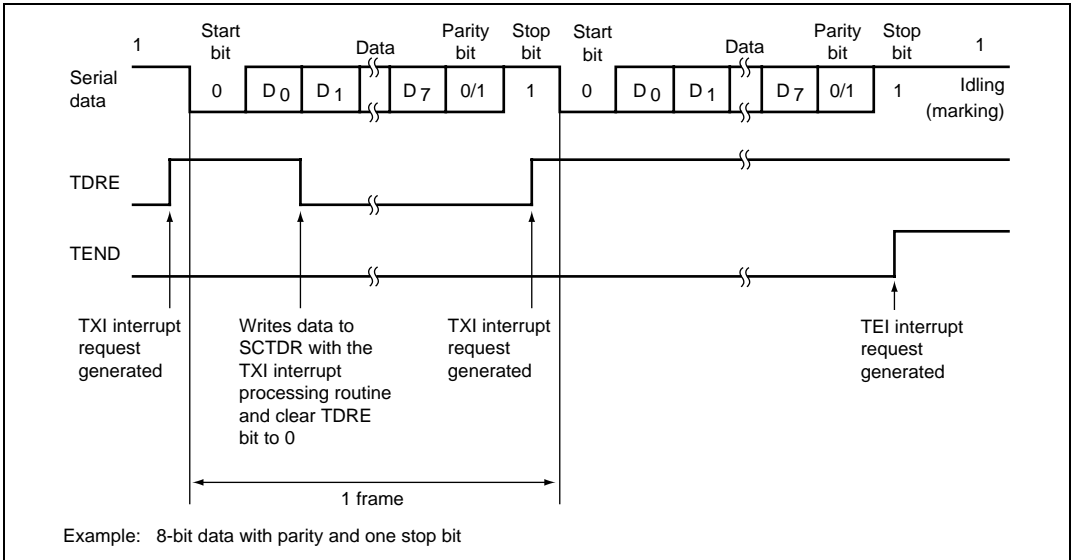 1 Start bit Data Parity bit Stop bit Start bit Data Parity bit Stop bit 1
Serial data 0 D0 D1 D7 0/1 1 0 D0 D1 D7 0/1 1 Idling (marking)
TDRE
TEND
TXI interrupt
request
generated
Writes data to
SCTDR with the
TXI interrupt
processing routine
and clear TDRE
bit to 0
TXI interrupt
request
generated
TEI interrupt
request
generated
1 frame
Example: 8-bit data with parity and one stop bit